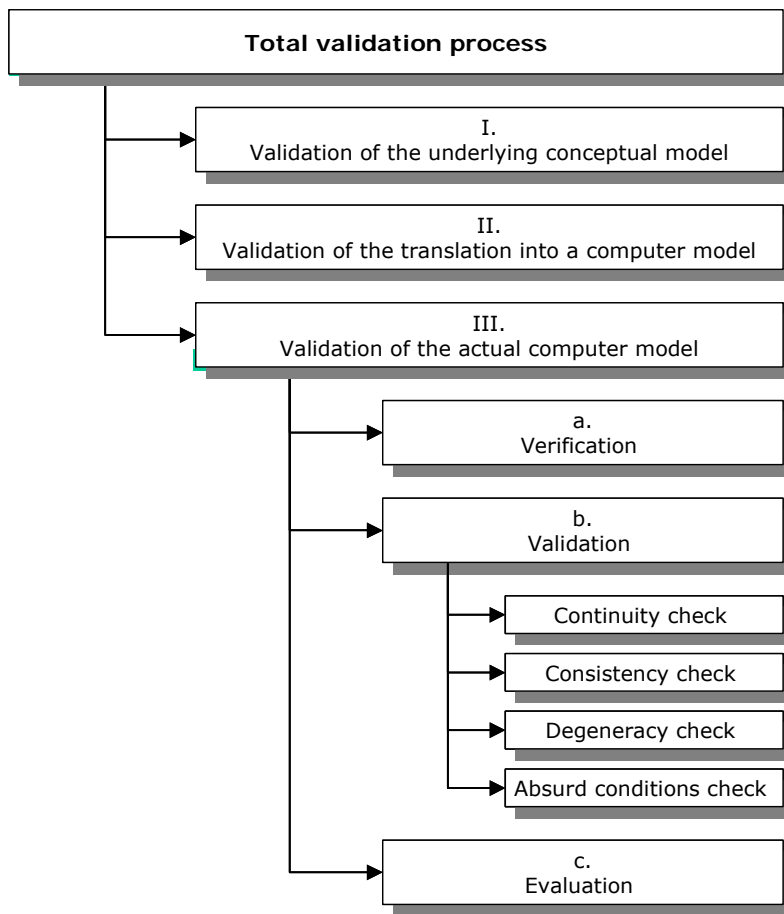 Total validation process
I.
Validation of the underlying conceptual model
II.
Validation of the translation into a computer model
III.
Validation of the actual computer model
a.
Verification
b.
Validation
Continuity check
Consistency check
Degeneracy check
Absurd conditions check
c.
Evaluation